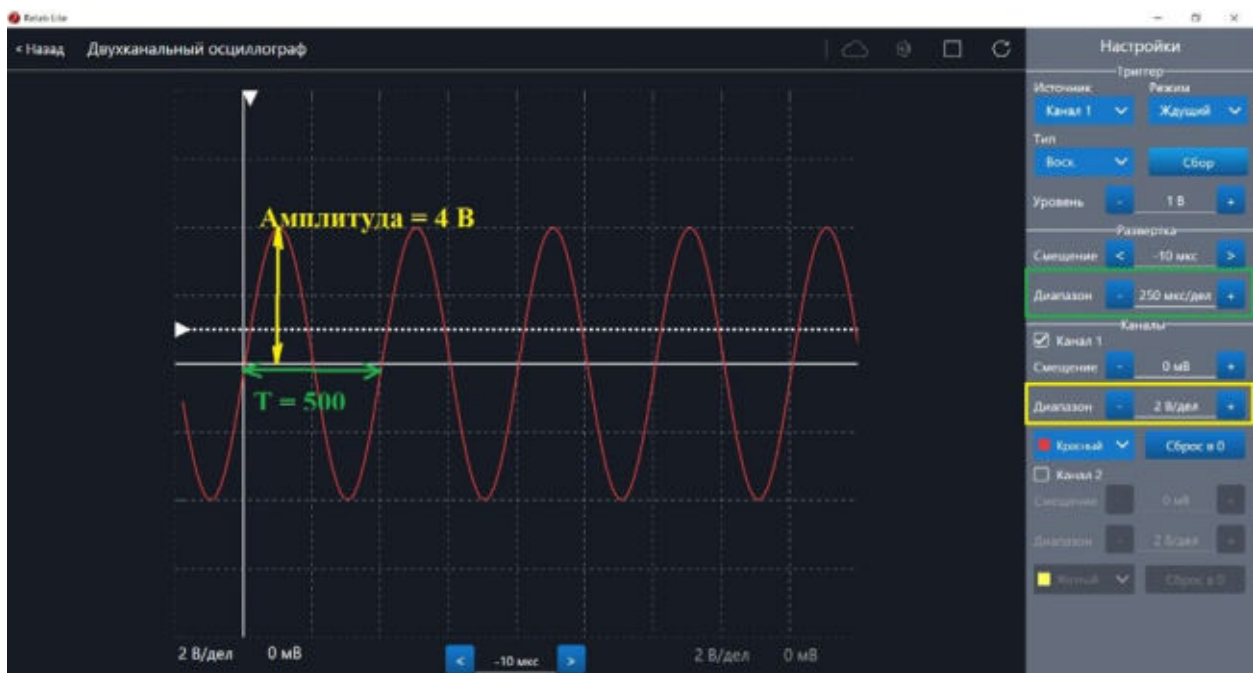 Relab Lite
< Назад Двухканальный осциллограф
Амплитуда = 4 В
T = 500
2 В/дел 0 мВ < -10 мкс > 2 В/дел 0 мВ
Настройки
Триггер
Источник Режим
Канал 1 Ждущий
Тип
Восх. Сбор
Уровень - 1 В +
Развертка
Смещение < -10 мкс >
Диапазон - 250 мкс/дел +
Каналы
Канал 1
Смещение - 0 мВ +
Диапазон - 2 В/дел +
Красный Сброс в 0
Канал 2
Смещение - 0 мВ +
Диапазон - 2 В/дел +
Желтый Сброс в 0